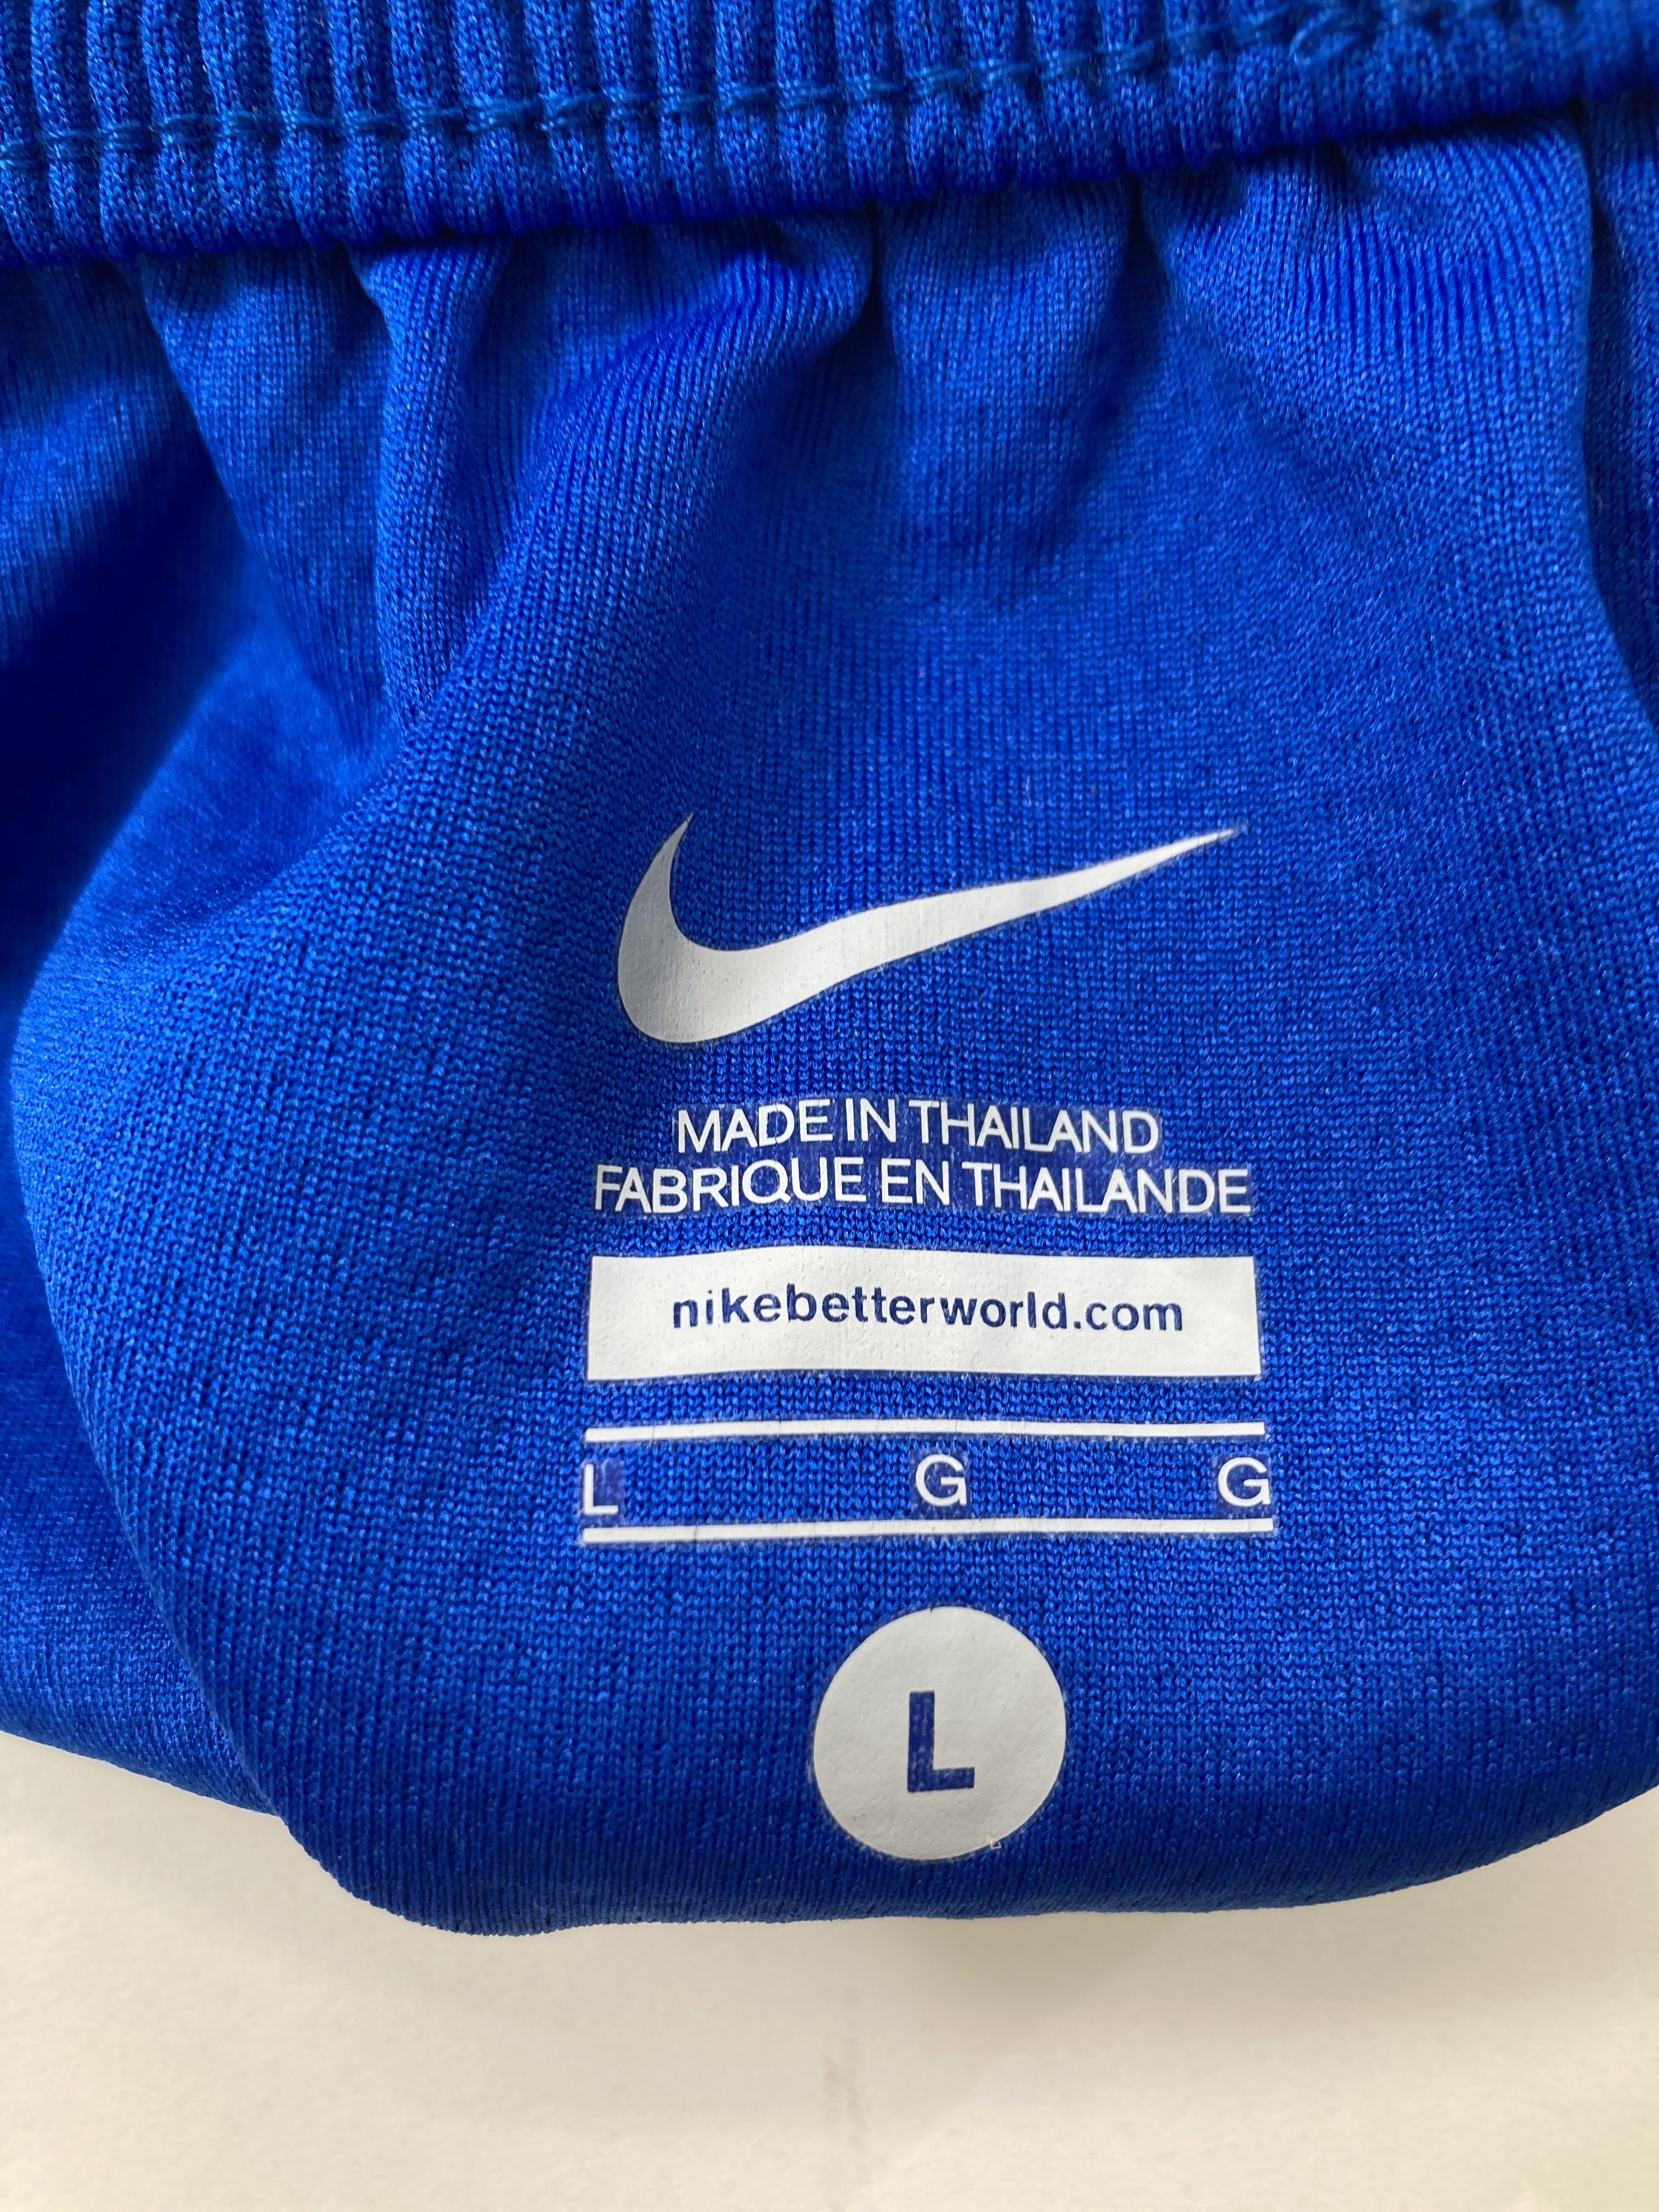 MADE IN THAILAND
FABRIQUE EN THAILANDE
nikebetterworld.com
L G G
L